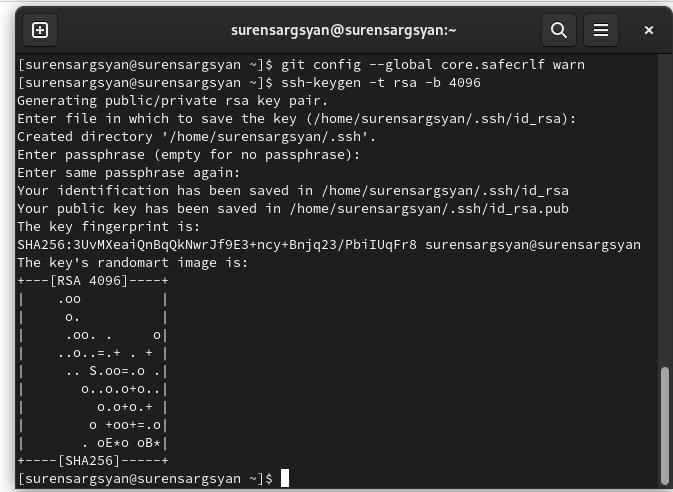 surensargsyan@surensargsyan:~
[surensargsyan@surensargsyan ~]$ git config --global core.safecrlf warn
[surensargsyan@surensargsyan ~]$ ssh-keygen -t rsa -b 4096
Generating public/private rsa key pair.
Enter file in which to save the key (/home/surensargsyan/.ssh/id_rsa):
Created directory '/home/surensargsyan/.ssh'.
Enter passphrase (empty for no passphrase):
Enter same passphrase again:
Your identification has been saved in /home/surensargsyan/.ssh/id_rsa
Your public key has been saved in /home/surensargsyan/.ssh/id_rsa.pub
The key fingerprint is:
SHA256:3UvMXeaiQnBqQkNwrJf9E3+ncy+Bnjq23/PbiIUqFr8 surensargsyan@surensargsyan
The key's randomart image is:
+---[RSA 4096]----+
|    .oo          |
|     o.          |
|     .oo. .     o|
|    ..o..=.+ . + |
|     .. S.oo=.o .|
|       o..o.o+o..|
|         o.o+o.+ |
|        o +oo+=.o|
|       . oE*o oB*|
+----[SHA256]-----+
[surensargsyan@surensargsyan ~]$